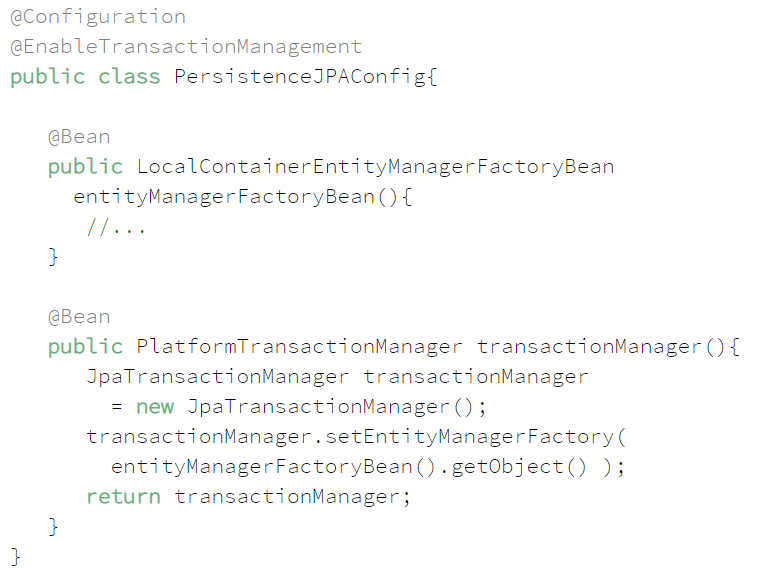 @Configuration
@EnableTransactionManagement
public class PersistenceJPAConfig{
@Bean
public LocalContainerEntityManagerFactoryBean
entityManagerFactoryBean(){
//...
}
@Bean
public PlatformTransactionManager transactionManager(){
JpaTransactionManager transactionManager
= new JpaTransactionManager();
transactionManager.setEntityManagerFactory(
entityManagerFactoryBean().getObject() );
return transactionManager;
}
}